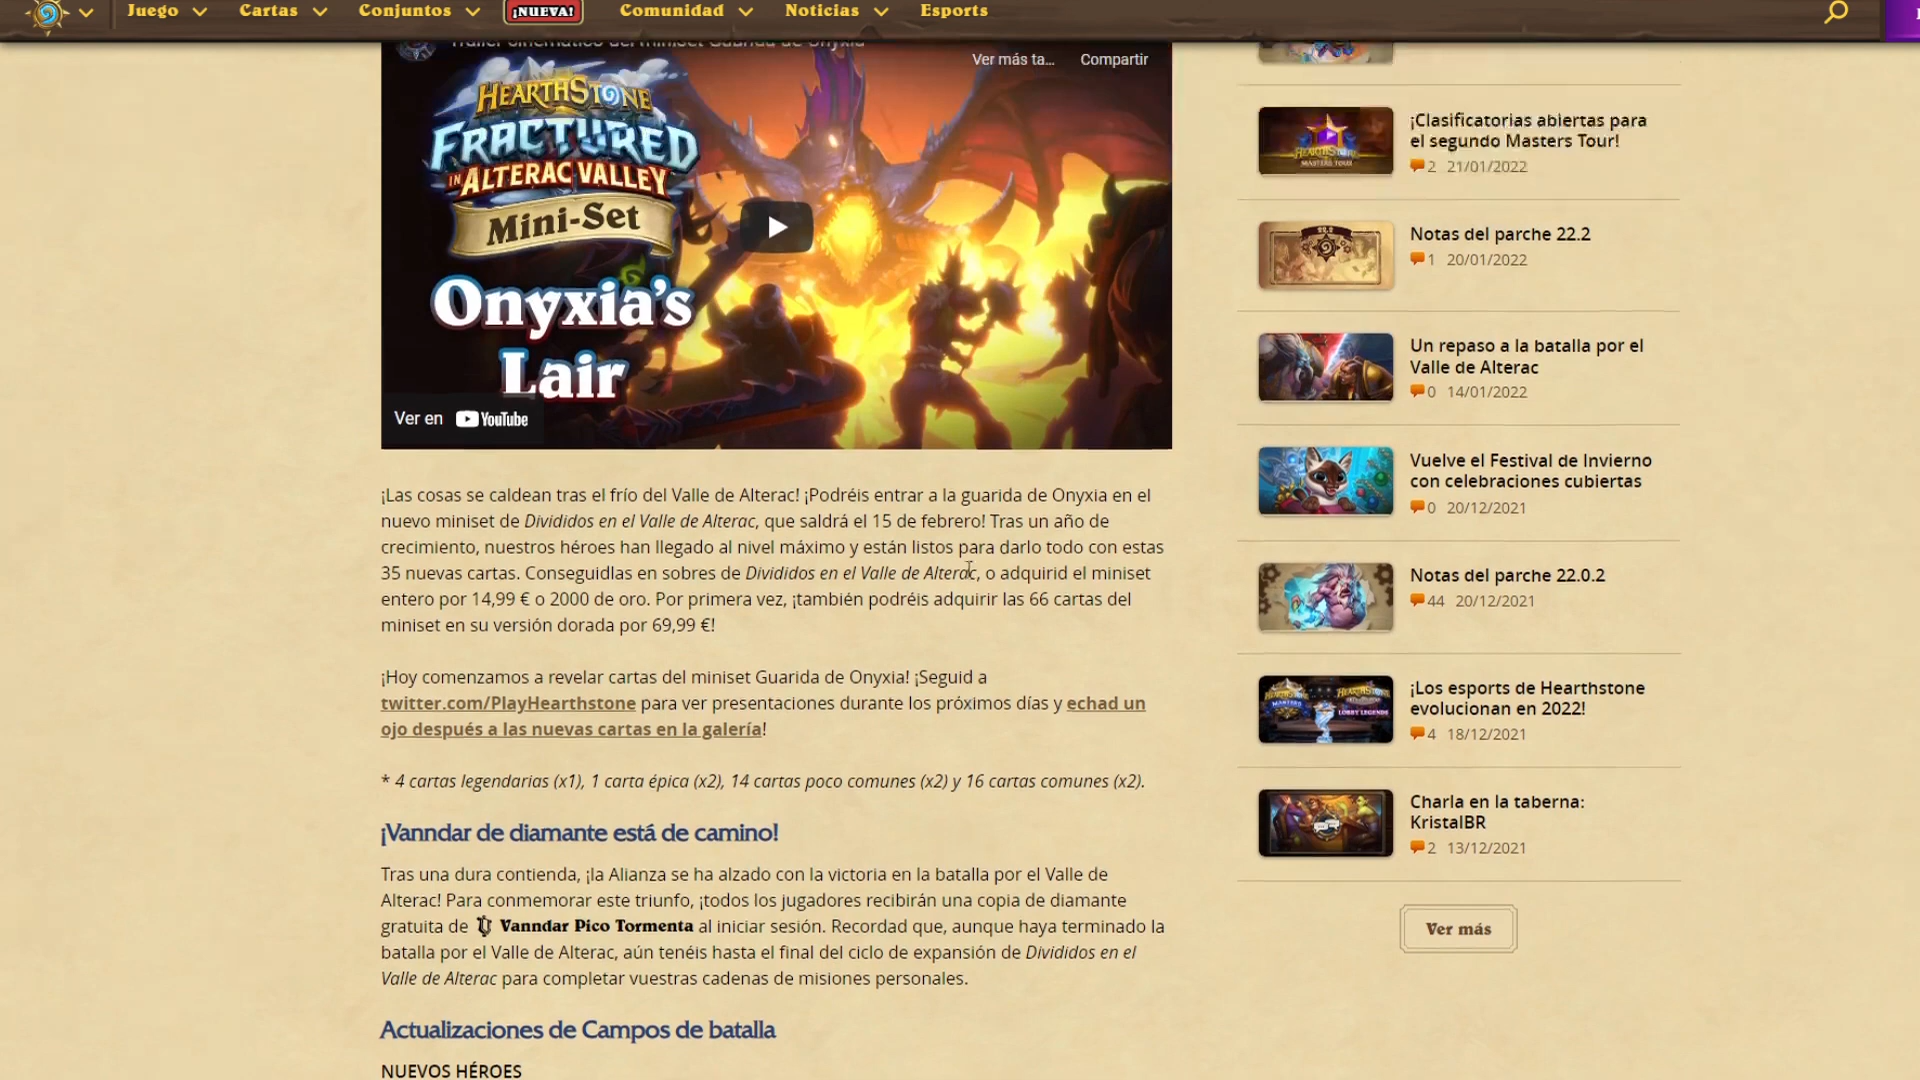 Juego
Cartas
Conjuntos
¡NUEVA!
Comunidad
Noticias
Esports
Tráiler cinemático del miniset Guarida de Onyxia
Ver más ta...
Compartir
HEARTHSTONE
FRACTURED
IN ALTERAC VALLEY
Mini-Set
Onyxia's
Lair
Ver en YouTube
¡Las cosas se caldean tras el frío del Valle de Alterac! ¡Podréis entrar a la guarida de Onyxia en el
nuevo miniset de Divididos en el Valle de Alterac, que saldrá el 15 de febrero! Tras un año de
crecimiento, nuestros héroes han llegado al nivel máximo y están listos para darlo todo con estas
35 nuevas cartas. Conseguidlas en sobres de Divididos en el Valle de Alterac, o adquirid el miniset
entero por 14,99 € o 2000 de oro. Por primera vez, ¡también podréis adquirir las 66 cartas del
miniset en su versión dorada por 69,99 €!
¡Hoy comenzamos a revelar cartas del miniset Guarida de Onyxia! ¡Seguid a
twitter.com/PlayHearthstone para ver presentaciones durante los próximos días y echad un
ojo después a las nuevas cartas en la galería!
* 4 cartas legendarias (x1), 1 carta épica (x2), 14 cartas poco comunes (x2) y 16 cartas comunes (x2).
¡Vanndar de diamante está de camino!
Tras una dura contienda, ¡la Alianza se ha alzado con la victoria en la batalla por el Valle de
Alterac! Para conmemorar este triunfo, ¡todos los jugadores recibirán una copia de diamante
gratuita de Vanndar Pico Tormenta al iniciar sesión. Recordad que, aunque haya terminado la
batalla por el Valle de Alterac, aún tenéis hasta el final del ciclo de expansión de Divididos en el
Valle de Alterac para completar vuestras cadenas de misiones personales.
Actualizaciones de Campos de batalla
NUEVOS HÉROES
HEARTHSTONE
MASTERS TOUR
¡Clasificatorias abiertas para
el segundo Masters Tour!
2 21/01/2022
22.2
Notas del parche 22.2
1 20/01/2022
Un repaso a la batalla por el
Valle de Alterac
0 14/01/2022
Vuelve el Festival de Invierno
con celebraciones cubiertas
0 20/12/2021
Notas del parche 22.0.2
44 20/12/2021
HEARTHSTONE
MASTERS
HEARTHSTONE
LOBBY LEGENDS
¡Los esports de Hearthstone
evolucionan en 2022!
4 18/12/2021
Charla en la taberna:
KristalBR
2 13/12/2021
Ver más